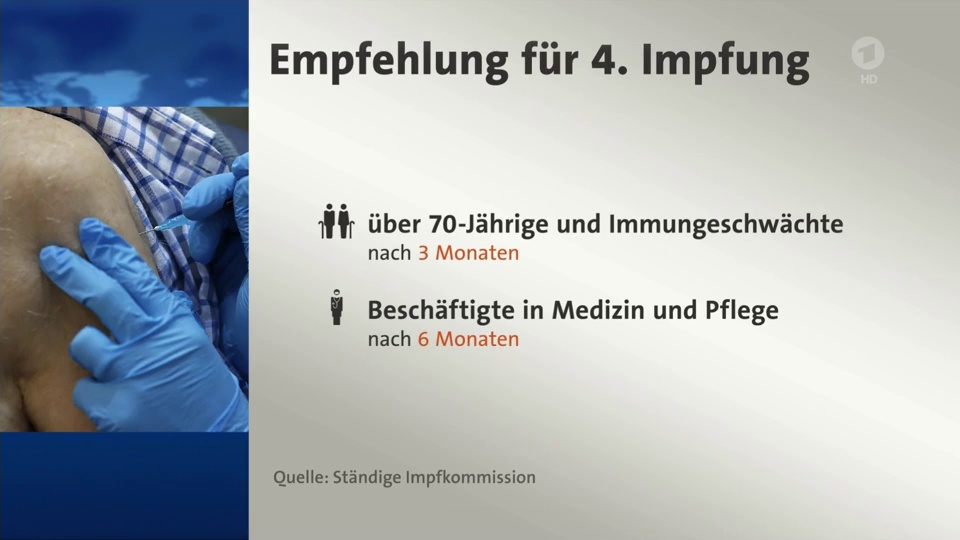 Empfehlung für 4. Impfung
1
HD
über 70-Jährige und Immungeschwächte
nach 3 Monaten
Beschäftigte in Medizin und Pflege
nach 6 Monaten
Quelle: Ständige Impfkommission